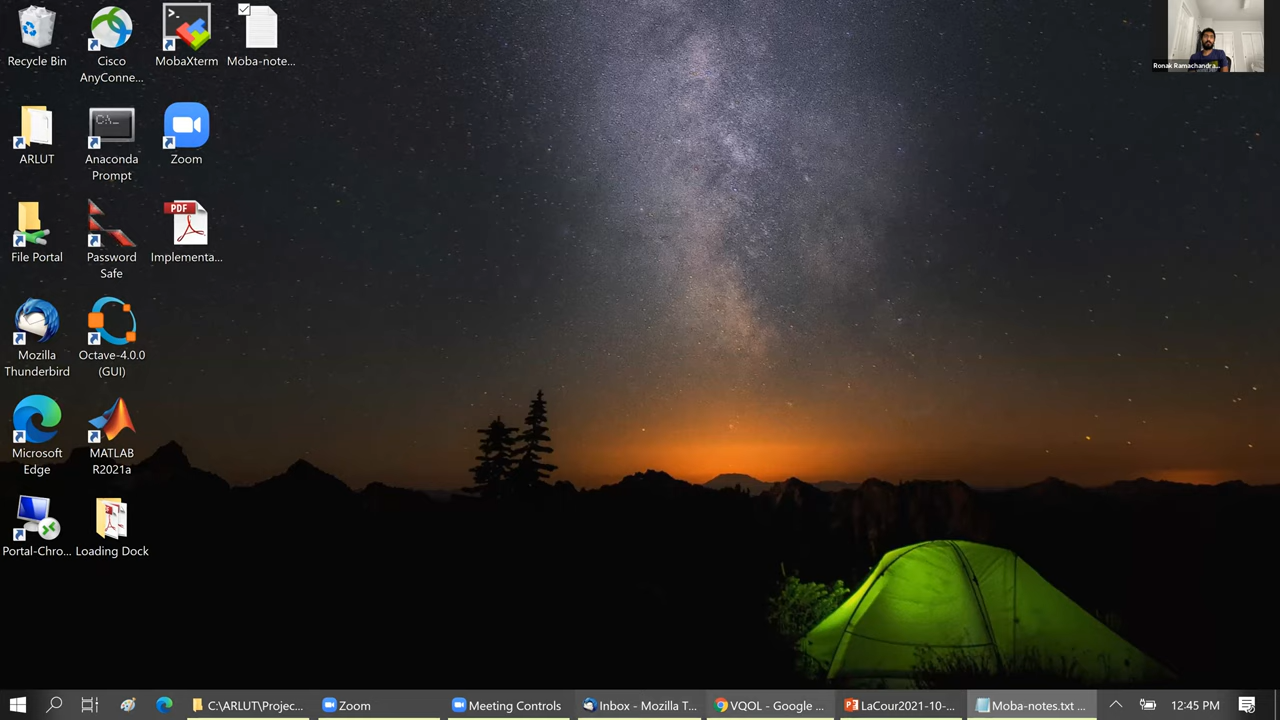 Recycle Bin
Cisco
AnyConne...
MobaXterm
Moba-note...
ARLUT
C:\_
Anaconda
Prompt
Zoom
File Portal
Password
Safe
PDF
Implementa...
Mozilla
Thunderbird
Octave-4.0.0
(GUI)
Microsoft
Edge
MATLAB
R2021a
Portal-Chro...
Loading Dock
Ronak Ramachandra...
C:\ARLUT\Projec...
Zoom
Meeting Controls
Inbox - Mozilla T...
VQOL - Google ...
LaCour2021-10-...
Moba-notes.txt ...
12:45 PM